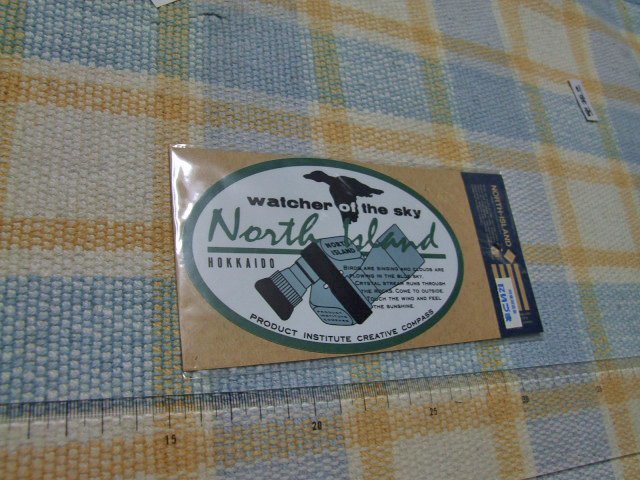 watcher of the sky
North Island
HOKKAIDO
NORTH
ISLAND
BIRDS ARE SINGING AND CLOUDS ARE
FLOWING IN THE BLUE SKY.
CRYSTAL STREAM RUNS THROUGH
THE ROCKS. COME TO OUTSIDE.
TOUCH THE WIND AND FEEL
THE SUNSHINE.
PRODUCT INSTITUTE CREATIVE COMPASS
NORTH-ISLAND
15
20
25
30